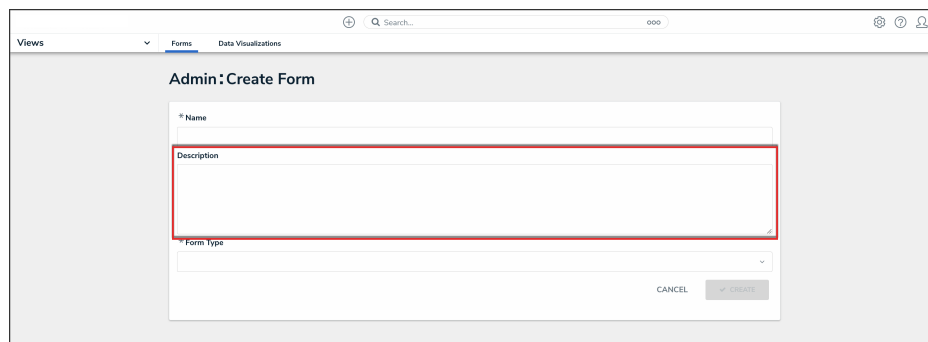 Search...
Views
Forms Data Visualizations
Admin:Create Form
* Name
Description
* Form Type
CANCEL ✓ CREATE